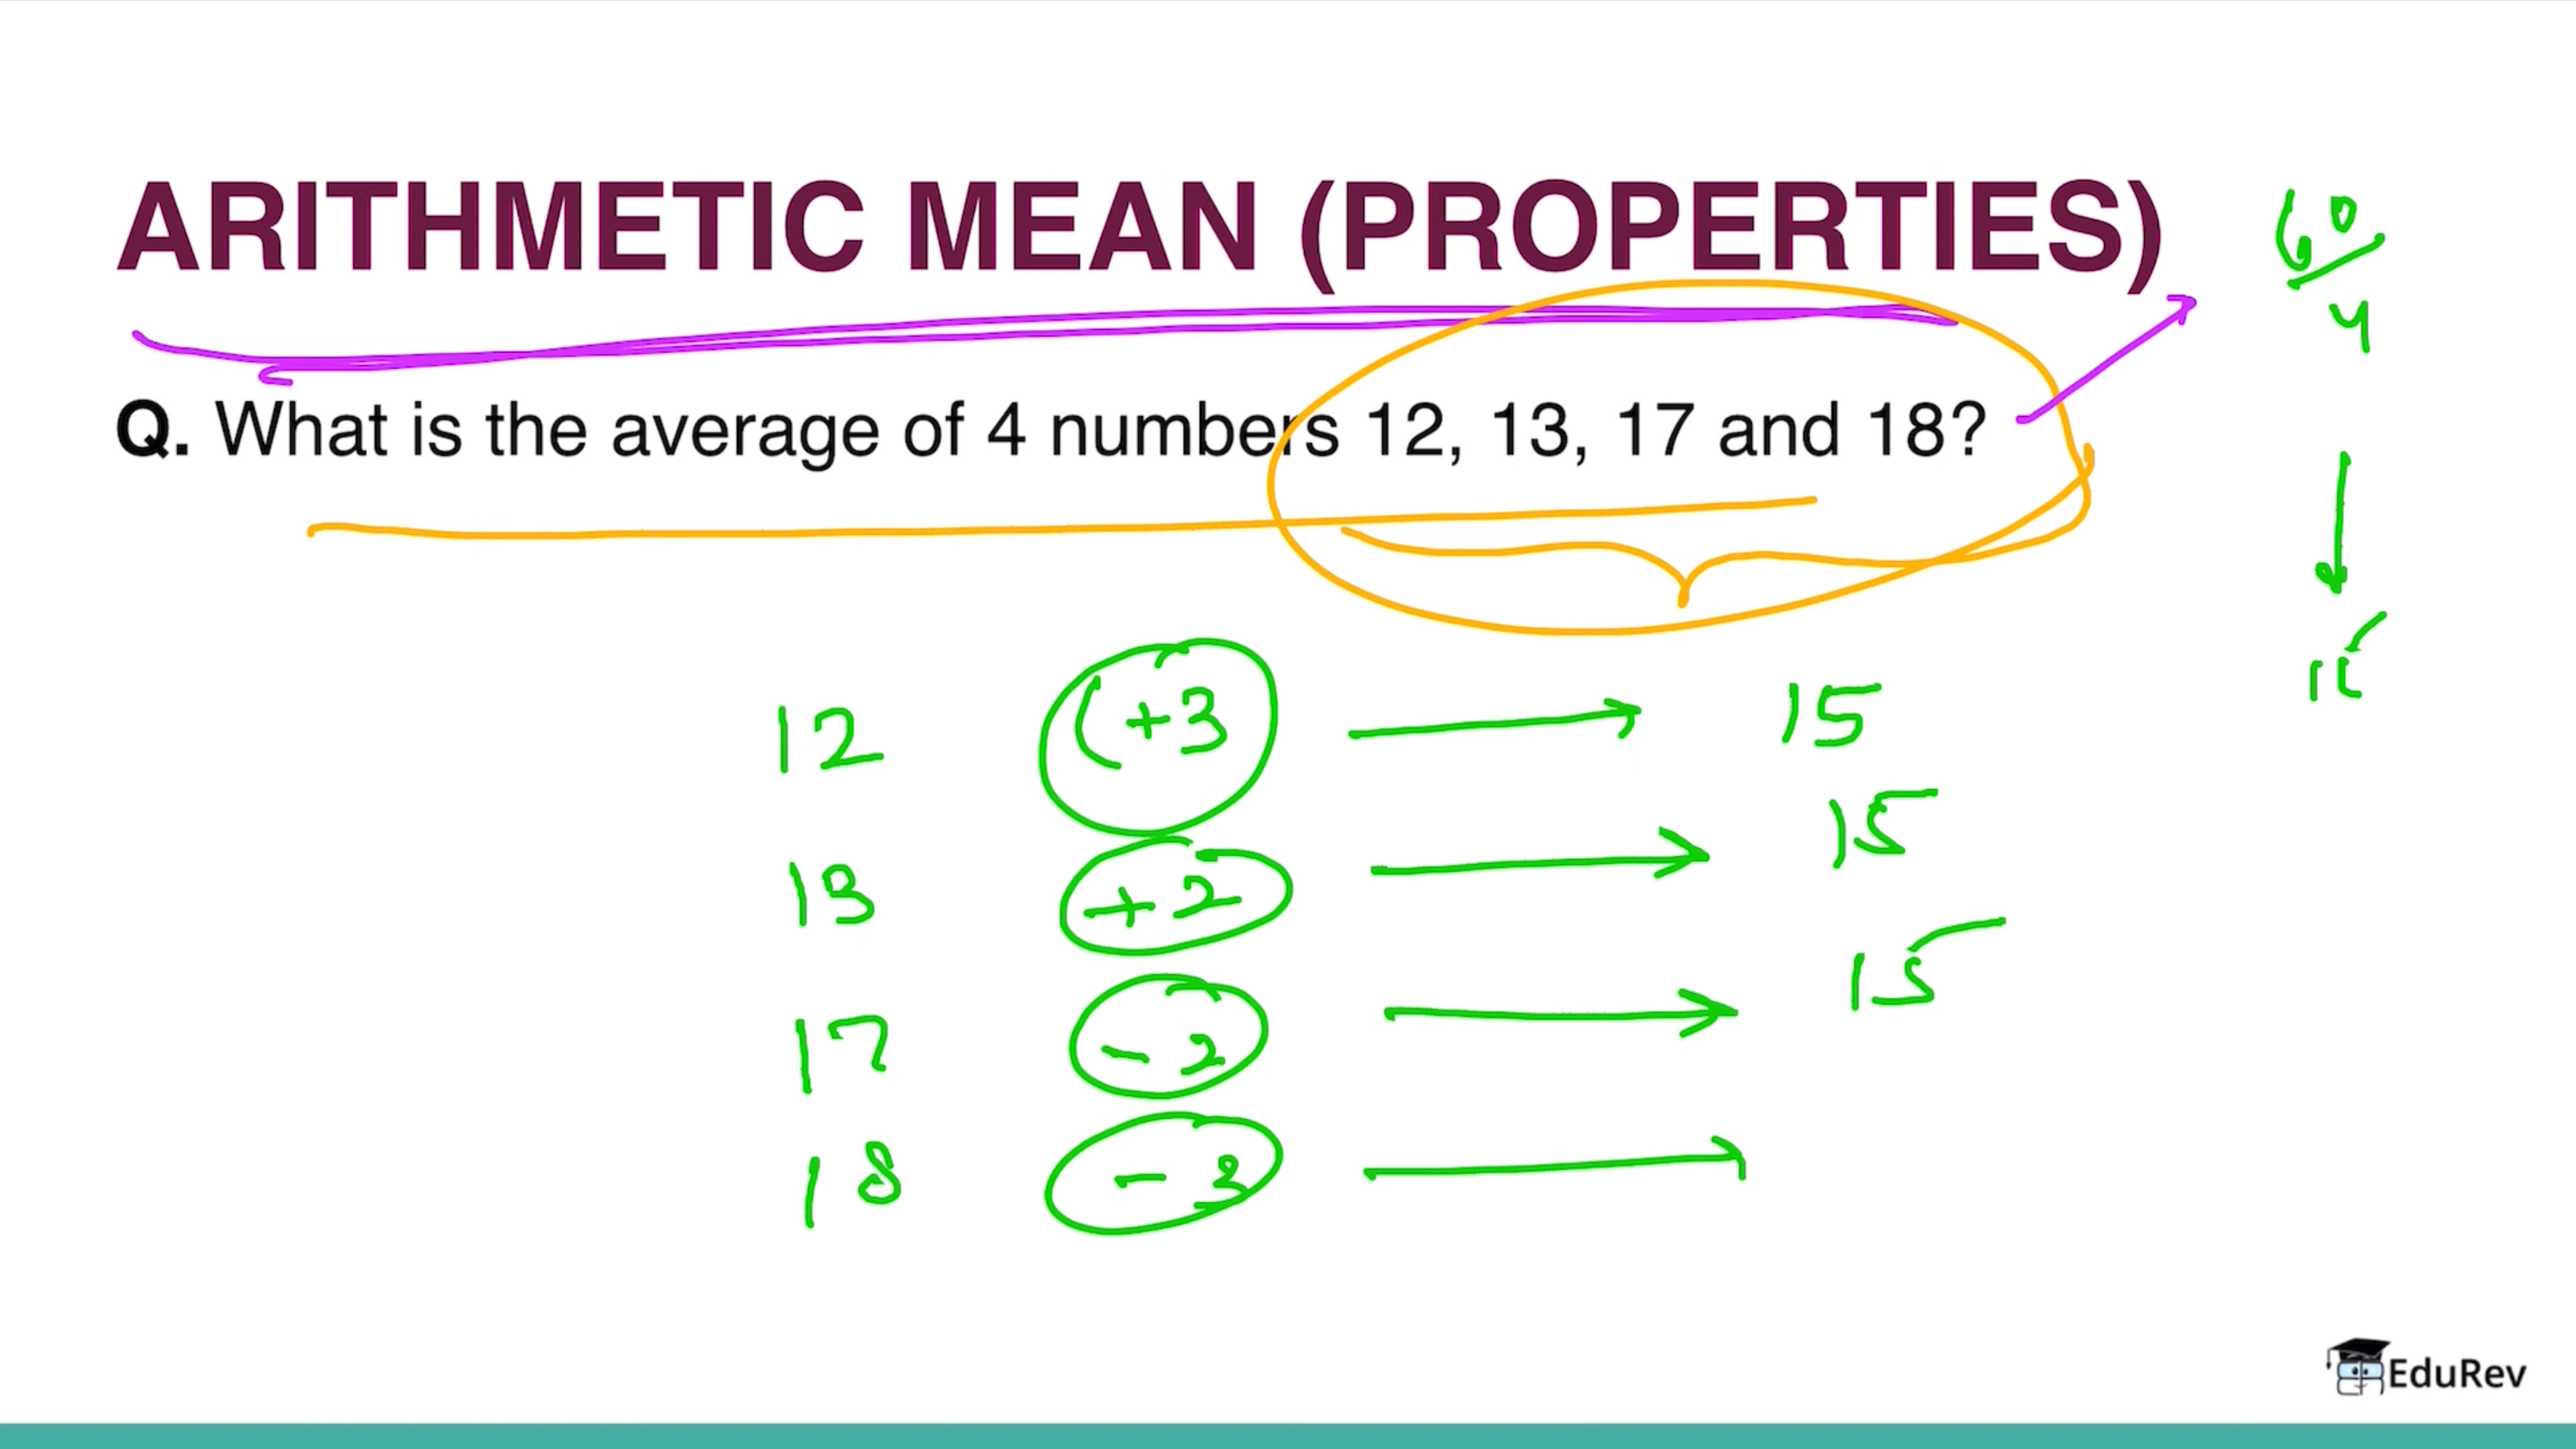 ARITHMETIC MEAN (PROPERTIES)
60/4
Q. What is the average of 4 numbers 12, 13, 17 and 18?
15
12 (+3 → 15
13 +2 → 15
17 -2 → 15
18 -3 →
EduRev